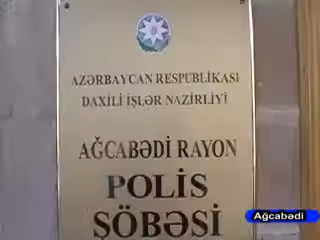 AZƏRBAYCAN RESPUBLİKASI
DAXİLİ İŞLƏR NAZİRLİYİ
AĞCABƏDİ RAYON
POLİS
ŞÖBƏSİ
Ağcabədi